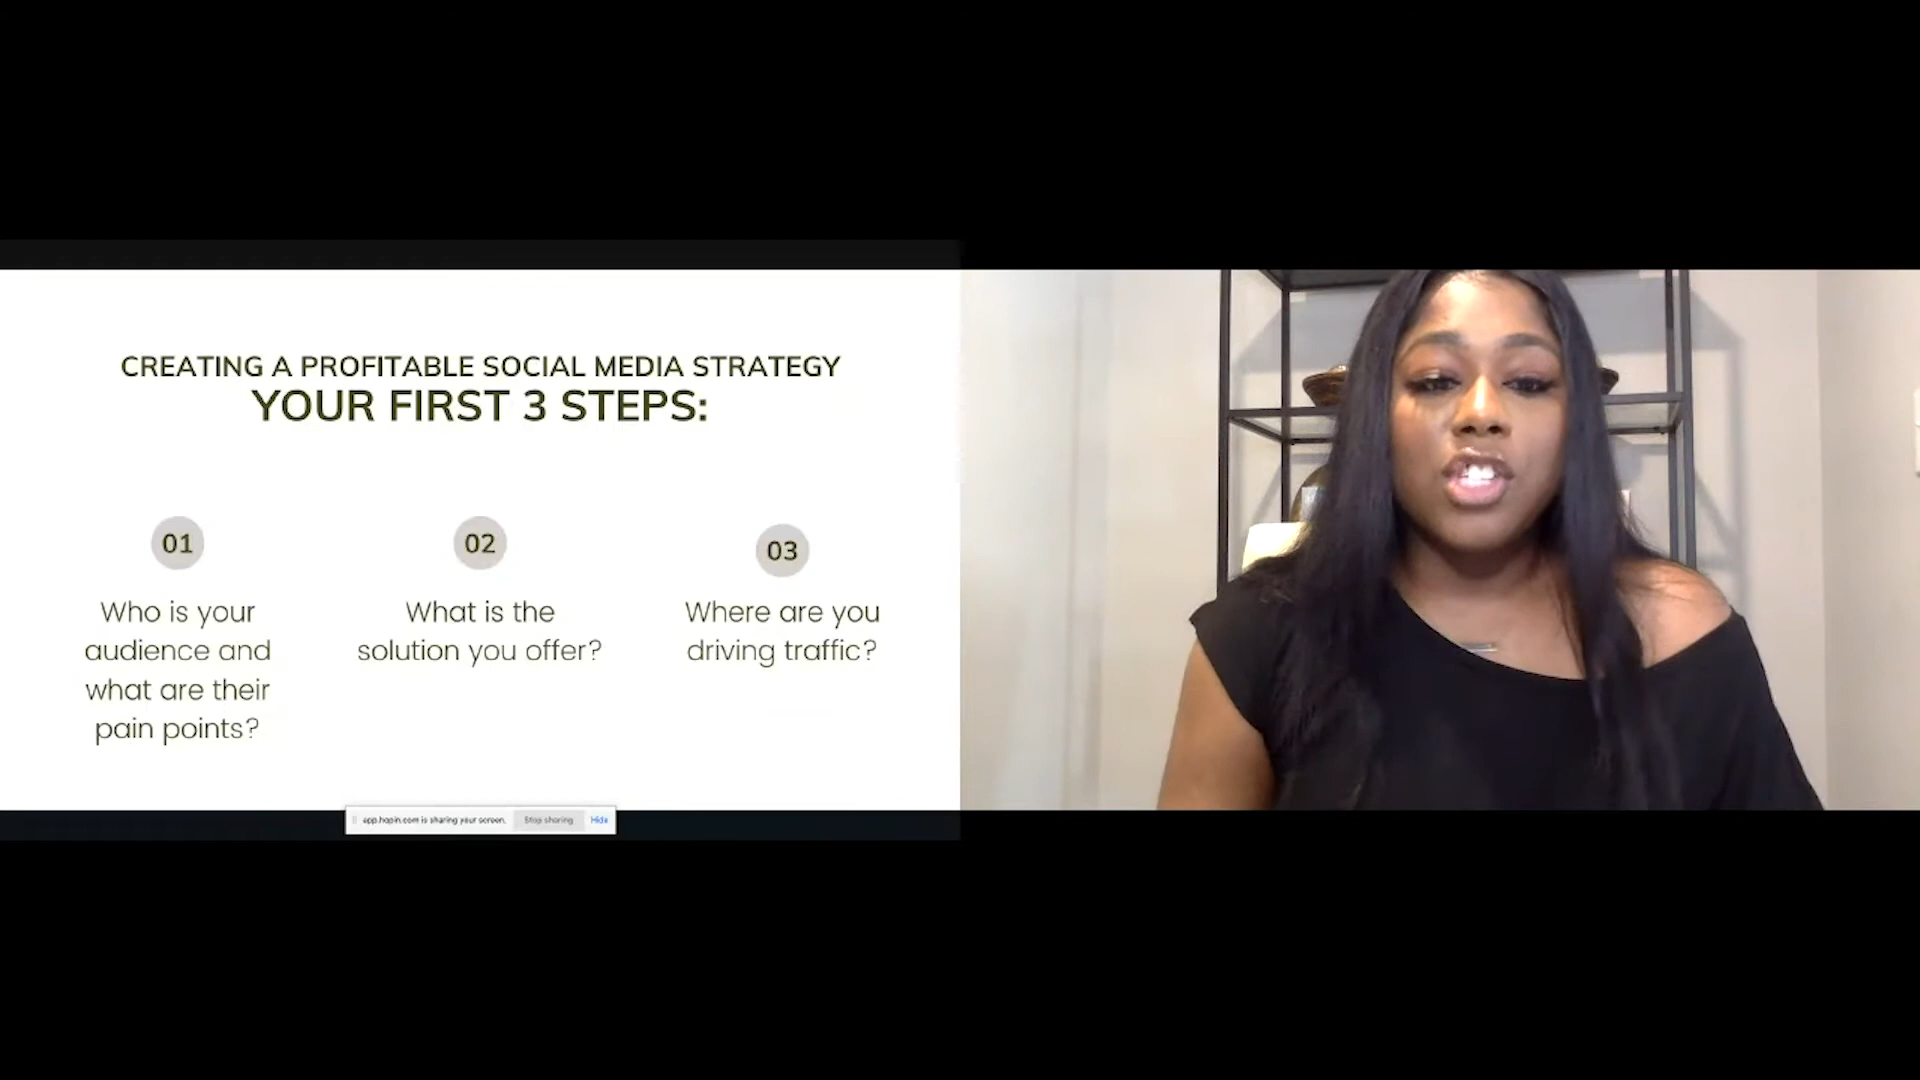 CREATING A PROFITABLE SOCIAL MEDIA STRATEGY
YOUR FIRST 3 STEPS:
01
Who is your
audience and
what are their
pain points?
02
What is the
solution you offer?
03
Where are you
driving traffic?
app.hopin.com is sharing your screen.
Stop sharing
Hide